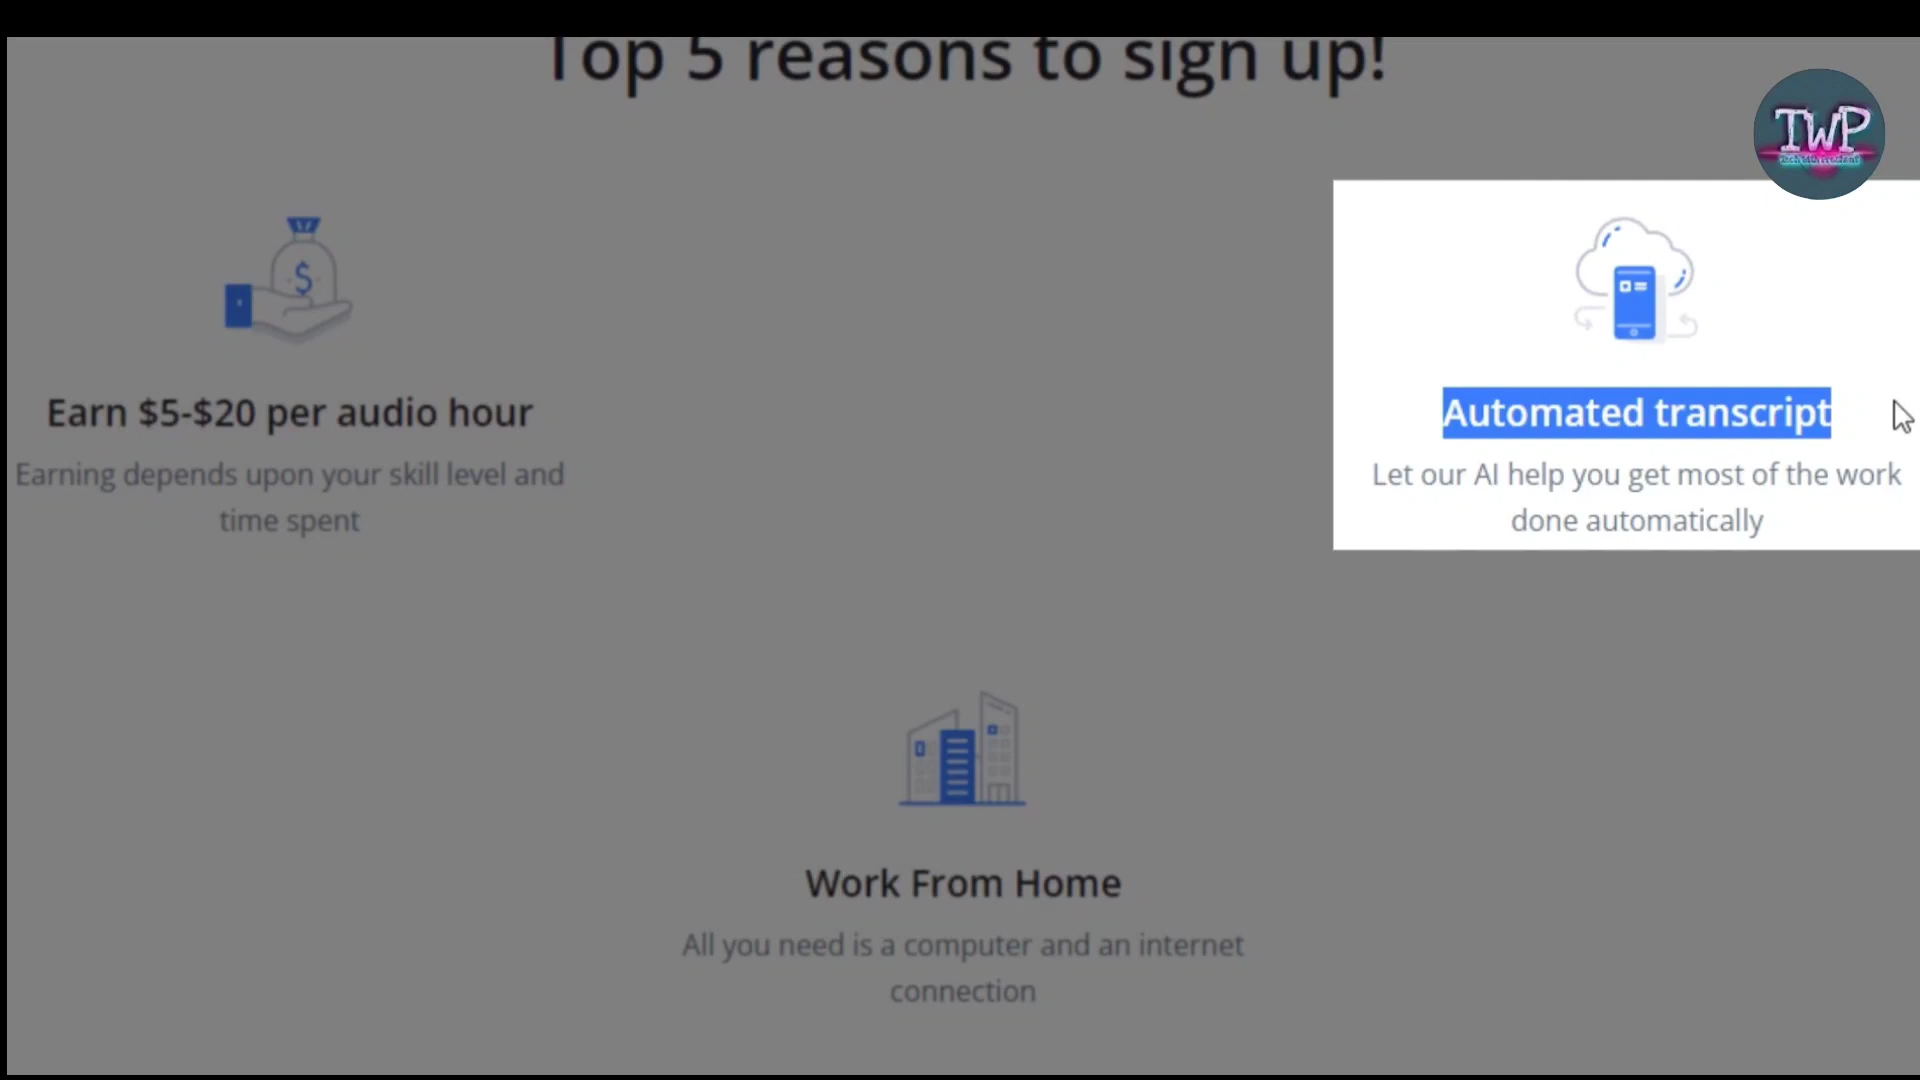 Top 5 reasons to sign up!
TWP
$
Earn $5-$20 per audio hour
Earning depends upon your skill level and
time spent
Automated transcript
Let our AI help you get most of the work
done automatically
Work From Home
All you need is a computer and an internet
connection